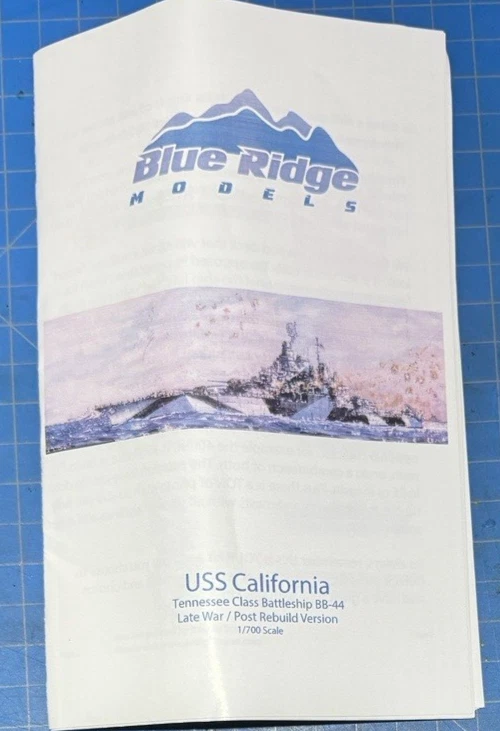 Blue Ridge
MODELS
USS California
Tennessee Class Battleship BB-44
Late War / Post Rebuild Version
1/700 Scale